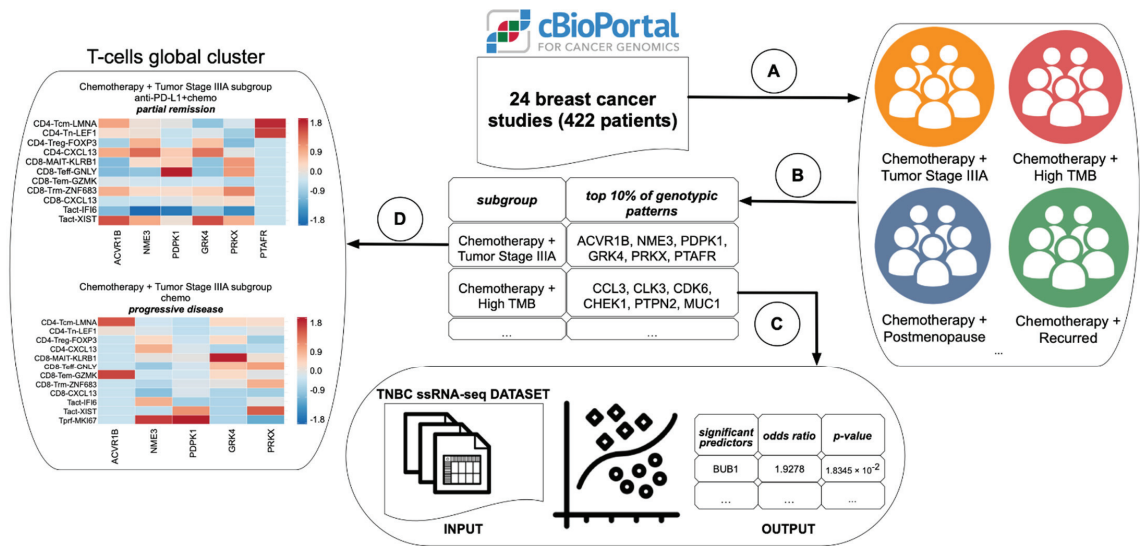 cBioPortal
FOR CANCER GENOMICS
24 breast cancer
studies (422 patients)
A
Chemotherapy +
Tumor Stage IIIA
Chemotherapy +
High TMB
Chemotherapy +
Postmenopause
Chemotherapy +
Recurred
...
B
subgroup
top 10% of genotypic
patterns
Chemotherapy +
Tumor Stage IIIA
ACVR1B, NME3, PDPK1,
GRK4, PRKX, PTAFR
Chemotherapy +
High TMB
CCL3, CLK3, CDK6,
CHEK1, PTPN2, MUC1
...
...
C
TNBC ssRNA-seq DATASET
INPUT
significant
predictors
odds ratio
p-value
BUB1
1.9278
1.8345 × 10⁻²
...
...
...
OUTPUT
D
T-cells global cluster
Chemotherapy + Tumor Stage IIIA subgroup
anti-PD-L1+chemo
partial remission
CD4-Tcm-LMNA
CD4-Tn-LEF1
CD4-Treg-FOXP3
CD4-CXCL13
CD8-MAIT-KLRB1
CD8-Teff-GNLY
CD8-Tem-GZMK
CD8-Trm-ZNF683
CD8-CXCL13
Tact-IFI6
Tact-XIST
1.8
0.9
0.0
-0.9
-1.8
ACVR1B
NME3
PDPK1
GRK4
PRKX
PTAFR
Chemotherapy + Tumor Stage IIIA subgroup
chemo
progressive disease
CD4-Tcm-LMNA
CD4-Tn-LEF1
CD4-Treg-FOXP3
CD4-CXCL13
CD8-MAIT-KLRB1
CD8-Teff-GNLY
CD8-Tem-GZMK
CD8-Trm-ZNF683
CD8-CXCL13
Tact-IFI6
Tact-XIST
Tprf-MKI67
1.8
0.9
0.0
-0.9
-1.8
ACVR1B
NME3
PDPK1
GRK4
PRKX